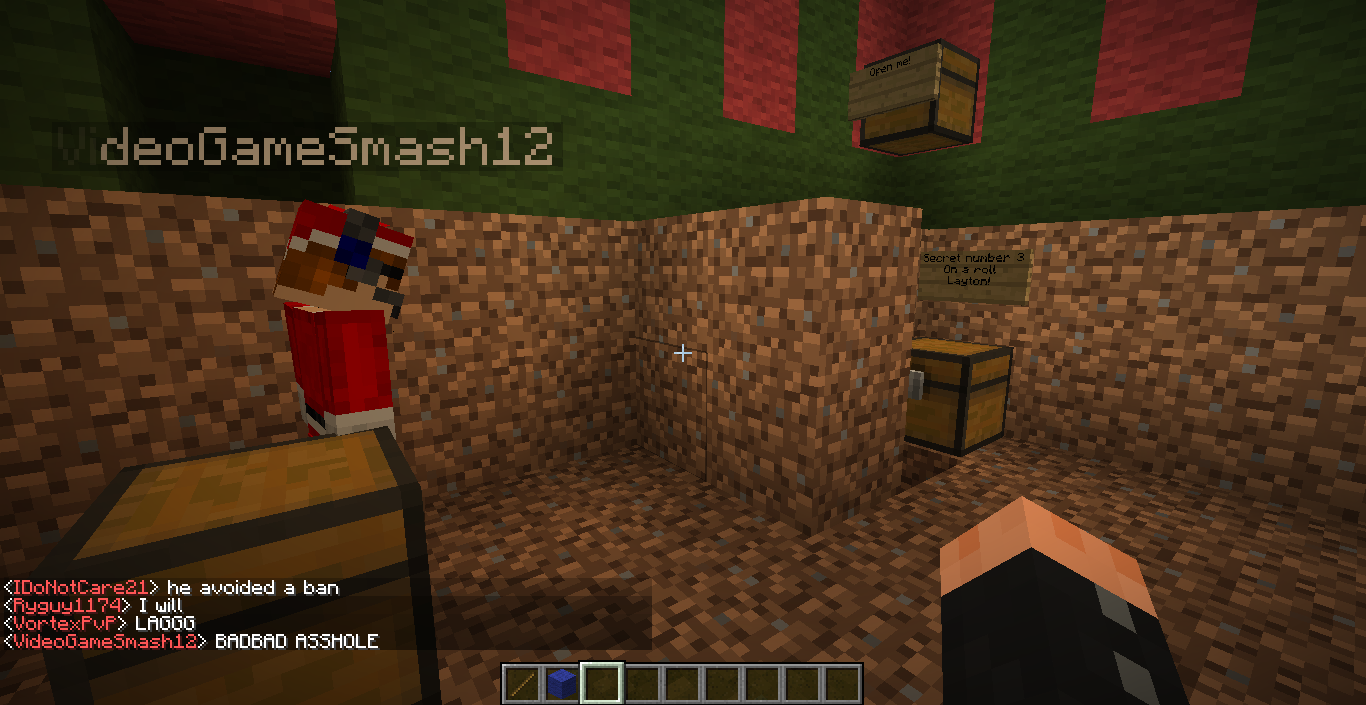 Open me!
VideoGameSmash12
Secret number 3
On a roll
Layton!
<IDoNotCare21> he avoided a ban
<Ryguy1174> I will
<VortexPvP> LAGGG
<VideoGameSmash12> BADBAD ASSHOLE